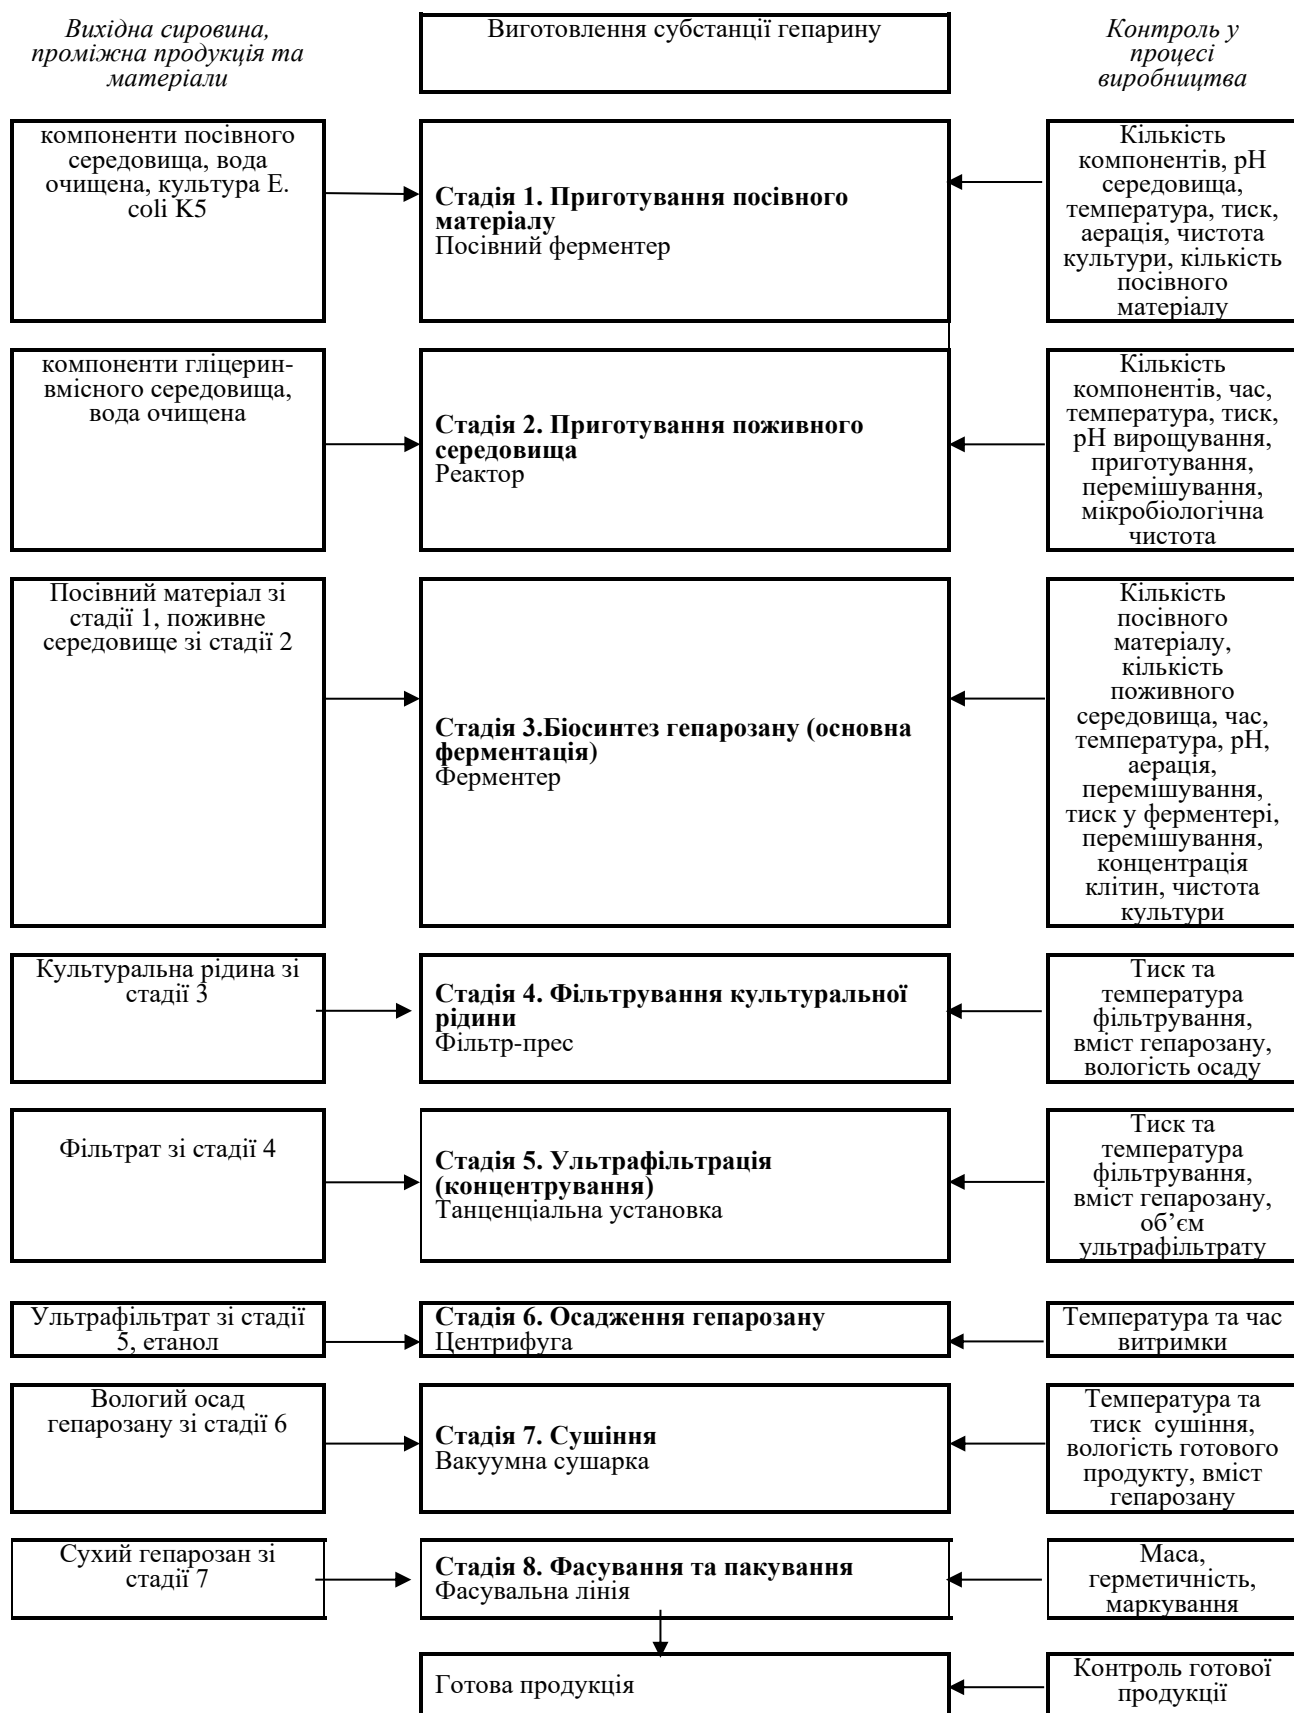 Вихідна сировина,
проміжна продукція та
матеріали
Виготовлення субстанції гепарину
Контроль у
процесі
виробництва
компоненти посівного
середовища, вода
очищена, культура E.
coli K5
Стадія 1. Приготування посівного
матеріалу
Посівний ферментер
Кількість
компонентів, рН
середовища,
температура, тиск,
аерація, чистота
культури, кількість
посівного
матеріалу
компоненти гліцерин-
вмісного середовища,
вода очищена
Стадія 2. Приготування поживного
середовища
Реактор
Кількість
компонентів, час,
температура, тиск,
рН вирощування,
приготування,
перемішування,
мікробіологічна
чистота
Посівний матеріал зі
стадії 1, поживне
середовище зі стадії 2
Стадія 3.Біосинтез гепарозану (основна
ферментація)
Ферментер
Кількість
посівного
матеріалу,
кількість
поживного
середовища, час,
температура, рН,
аерація,
перемішування,
тиск у ферментері,
перемішування,
концентрація
клітин, чистота
культури
Культуральна рідина зі
стадії 3
Стадія 4. Фільтрування культуральної
рідини
Фільтр-прес
Тиск та
температура
фільтрування,
вміст гепарозану,
вологість осаду
Фільтрат зі стадії 4
Стадія 5. Ультрафільтрація
(концентрування)
Танценціальна установка
Тиск та
температура
фільтрування,
вміст гепарозану,
об’єм
ультрафільтрату
Ультрафільтрат зі стадії
5, етанол
Стадія 6. Осадження гепарозану
Центрифуга
Температура та час
витримки
Вологий осад
гепарозану зі стадії 6
Стадія 7. Сушіння
Вакуумна сушарка
Температура та
тиск сушіння,
вологість готового
продукту, вміст
гепарозану
Сухий гепарозан зі
стадії 7
Стадія 8. Фасування та пакування
Фасувальна лінія
Маса,
герметичність,
маркування
Готова продукція
Контроль готової
продукції